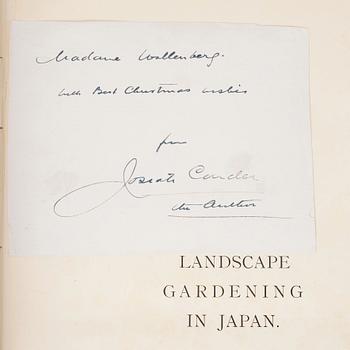 Madame Wallenberg.
with Best Christmas wishes
from
Josiah Conder
the Author
LANDSCAPE
GARDENING
IN JAPAN.